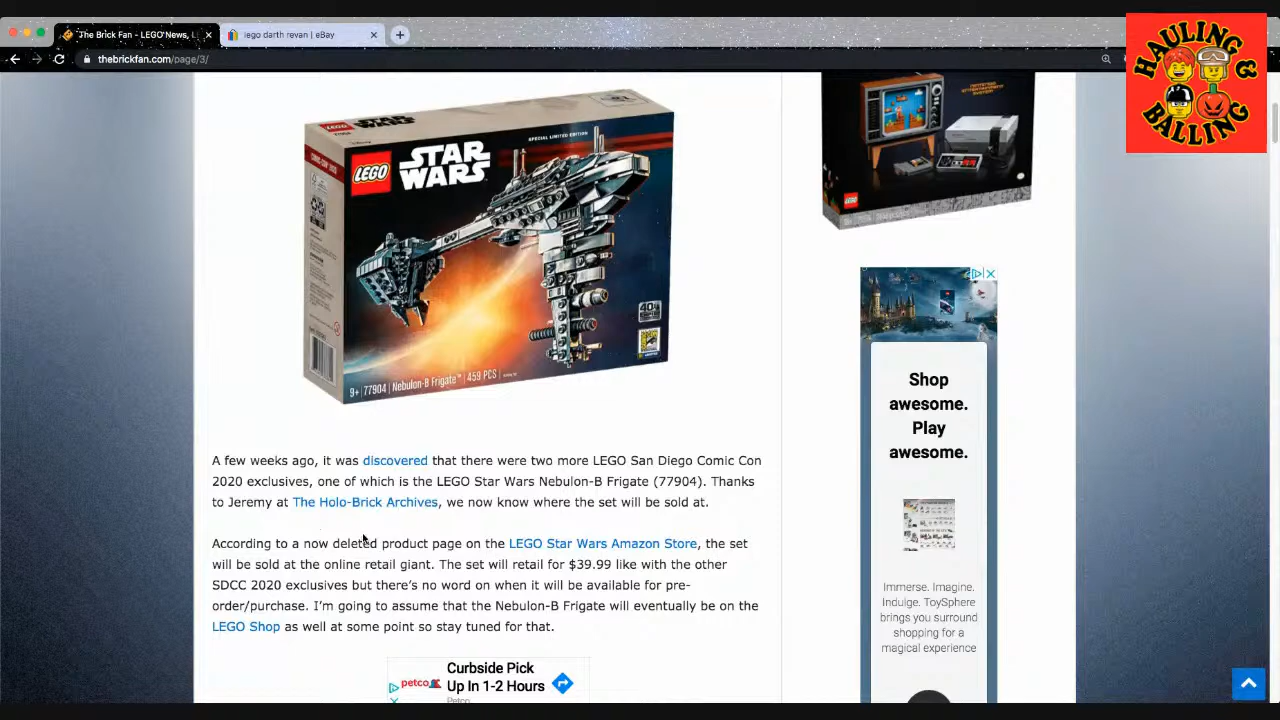 The Brick Fan - LEGO News, L
lego darth revan | eBay
thebrickfan.com/page/3/
HAULING &
BALLING
LEGO
STAR
WARS
LEGO
STAR
WARS
SPECIAL LIMITED EDITION
9+ | 77904 | Nebulon-B Frigate™ | 459 PCS
A few weeks ago, it was discovered that there were two more LEGO San Diego Comic Con
2020 exclusives, one of which is the LEGO Star Wars Nebulon-B Frigate (77904). Thanks
to Jeremy at The Holo-Brick Archives, we now know where the set will be sold at.
According to a now deleted product page on the LEGO Star Wars Amazon Store, the set
will be sold at the online retail giant. The set will retail for $39.99 like with the other
SDCC 2020 exclusives but there's no word on when it will be available for pre-
order/purchase. I'm going to assume that the Nebulon-B Frigate will eventually be on the
LEGO Shop as well at some point so stay tuned for that.
petco
Curbside Pick
Up In 1-2 Hours
Petco
Shop
awesome.
Play
awesome.
Immerse. Imagine.
Indulge. ToySphere
brings you surround
shopping for a
magical experience